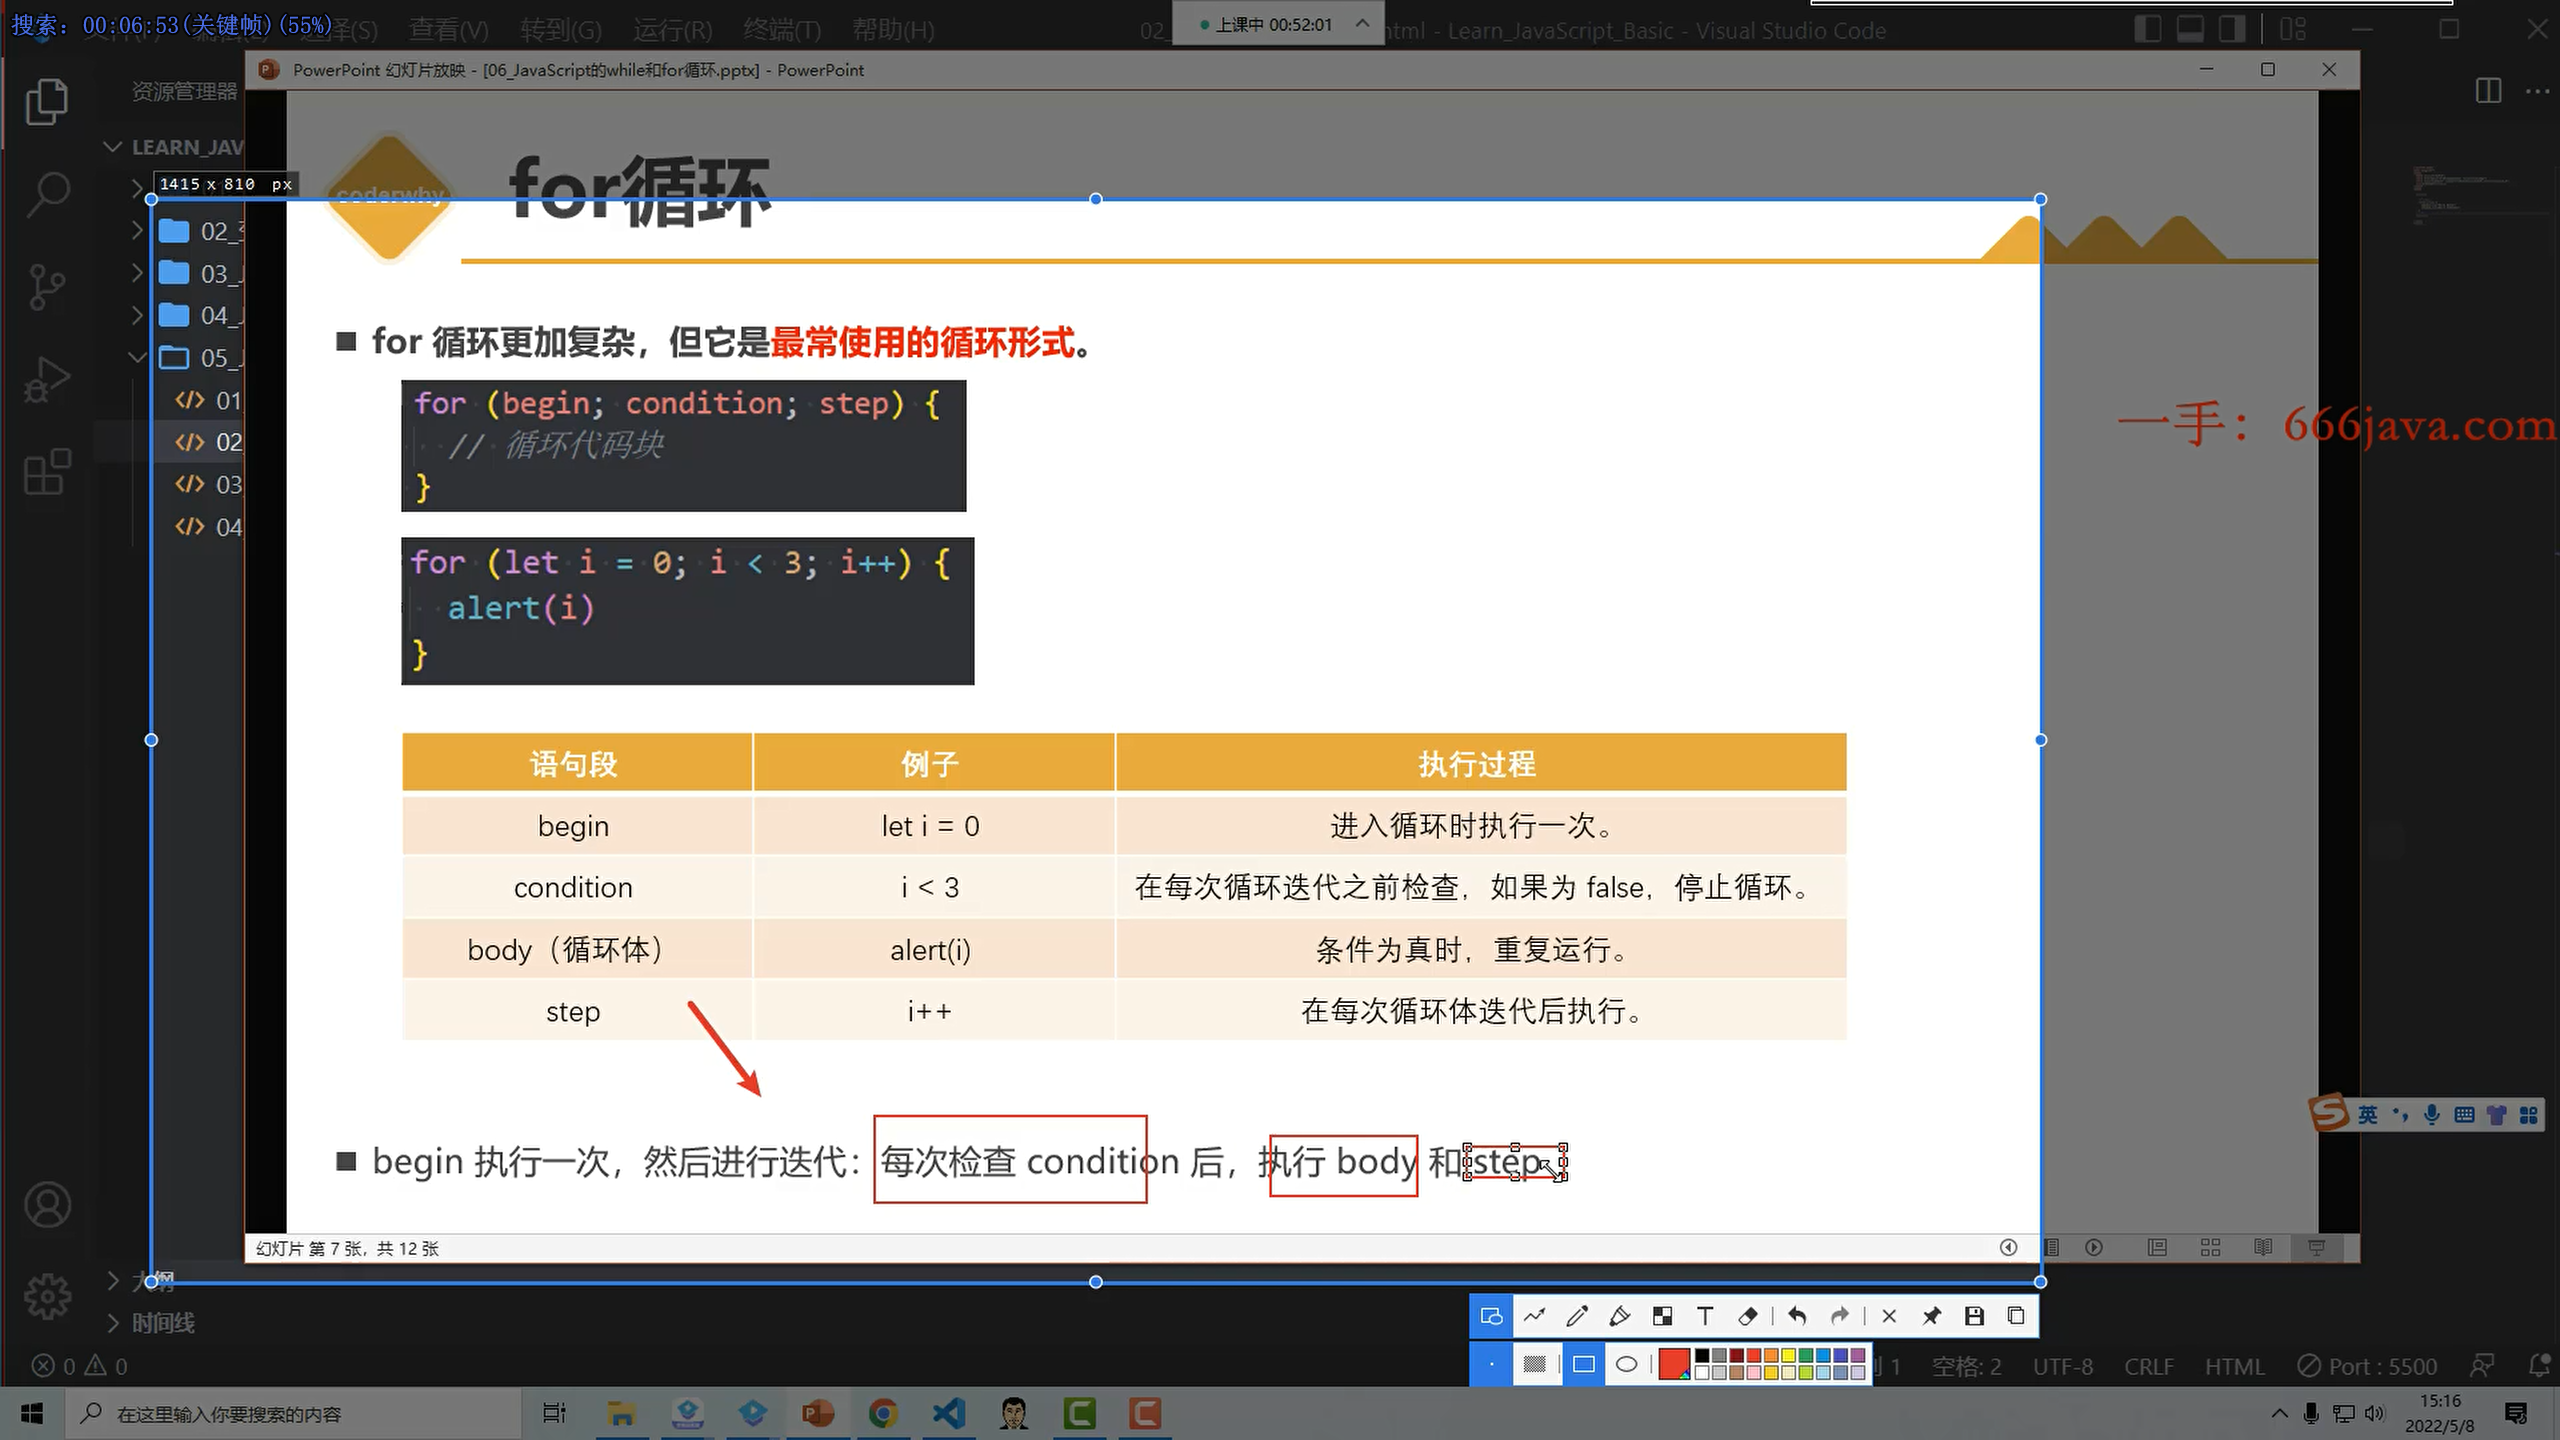 搜索: 00:06:53(关键帧)(55%)
选择(S) 查看(V) 转到(G) 运行(R) 终端(T) 帮助(H)
02_
上课中 00:52:01
html - Learn_JavaScript_Basic - Visual Studio Code
PowerPoint 幻灯片放映 - [06_JavaScript的while和for循环.pptx] - PowerPoint
资源管理器
LEARN_JAV
1415 x 810 px
02_
03_J
04_J
05_J
01
02
03
04
coderwhy
for循环
for 循环更加复杂，但它是最常使用的循环形式。
for (begin; condition; step) {
// 循环代码块
}
for (let i = 0; i < 3; i++) {
alert(i)
}
一手：666java.com
语句段 例子 执行过程
begin let i = 0 进入循环时执行一次。
condition i < 3 在每次循环迭代之前检查，如果为 false，停止循环。
body（循环体） alert(i) 条件为真时，重复运行。
step i++ 在每次循环体迭代后执行。
begin 执行一次，然后进行迭代：每次检查 condition 后，执行 body 和 step
英
幻灯片 第 7 张，共 12 张
大纲
时间线
0 0
1 空格: 2 UTF-8 CRLF HTML Port : 5500
在这里输入你要搜索的内容
15:16
2022/5/8